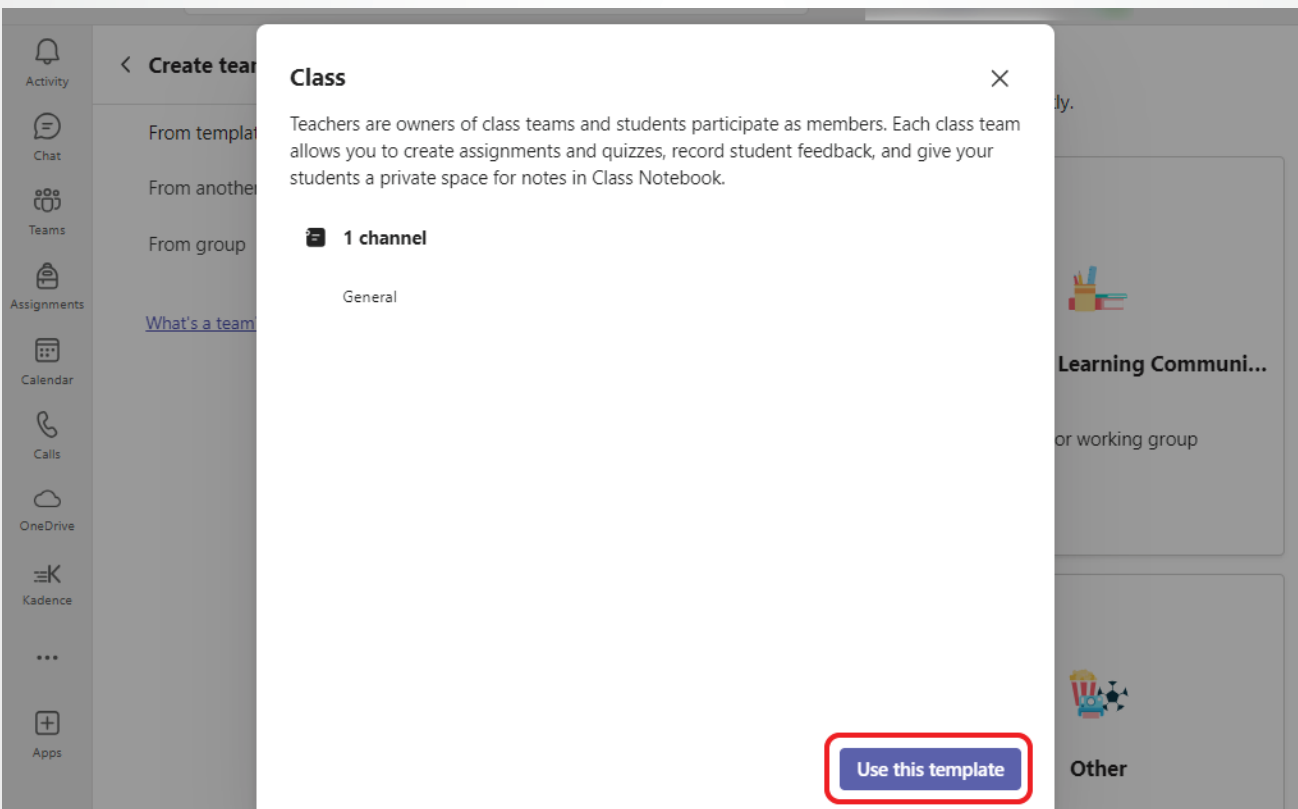 Activity
Chat
Teams
Assignments
Calendar
Calls
OneDrive
Kadence
Apps
Create tear
From templat
From another
From group
What's a team
Class
Teachers are owners of class teams and students participate as members. Each class team
allows you to create assignments and quizzes, record student feedback, and give your
students a private space for notes in Class Notebook.
1 channel
General
Use this template
tly.
Learning Communi...
or working group
Other